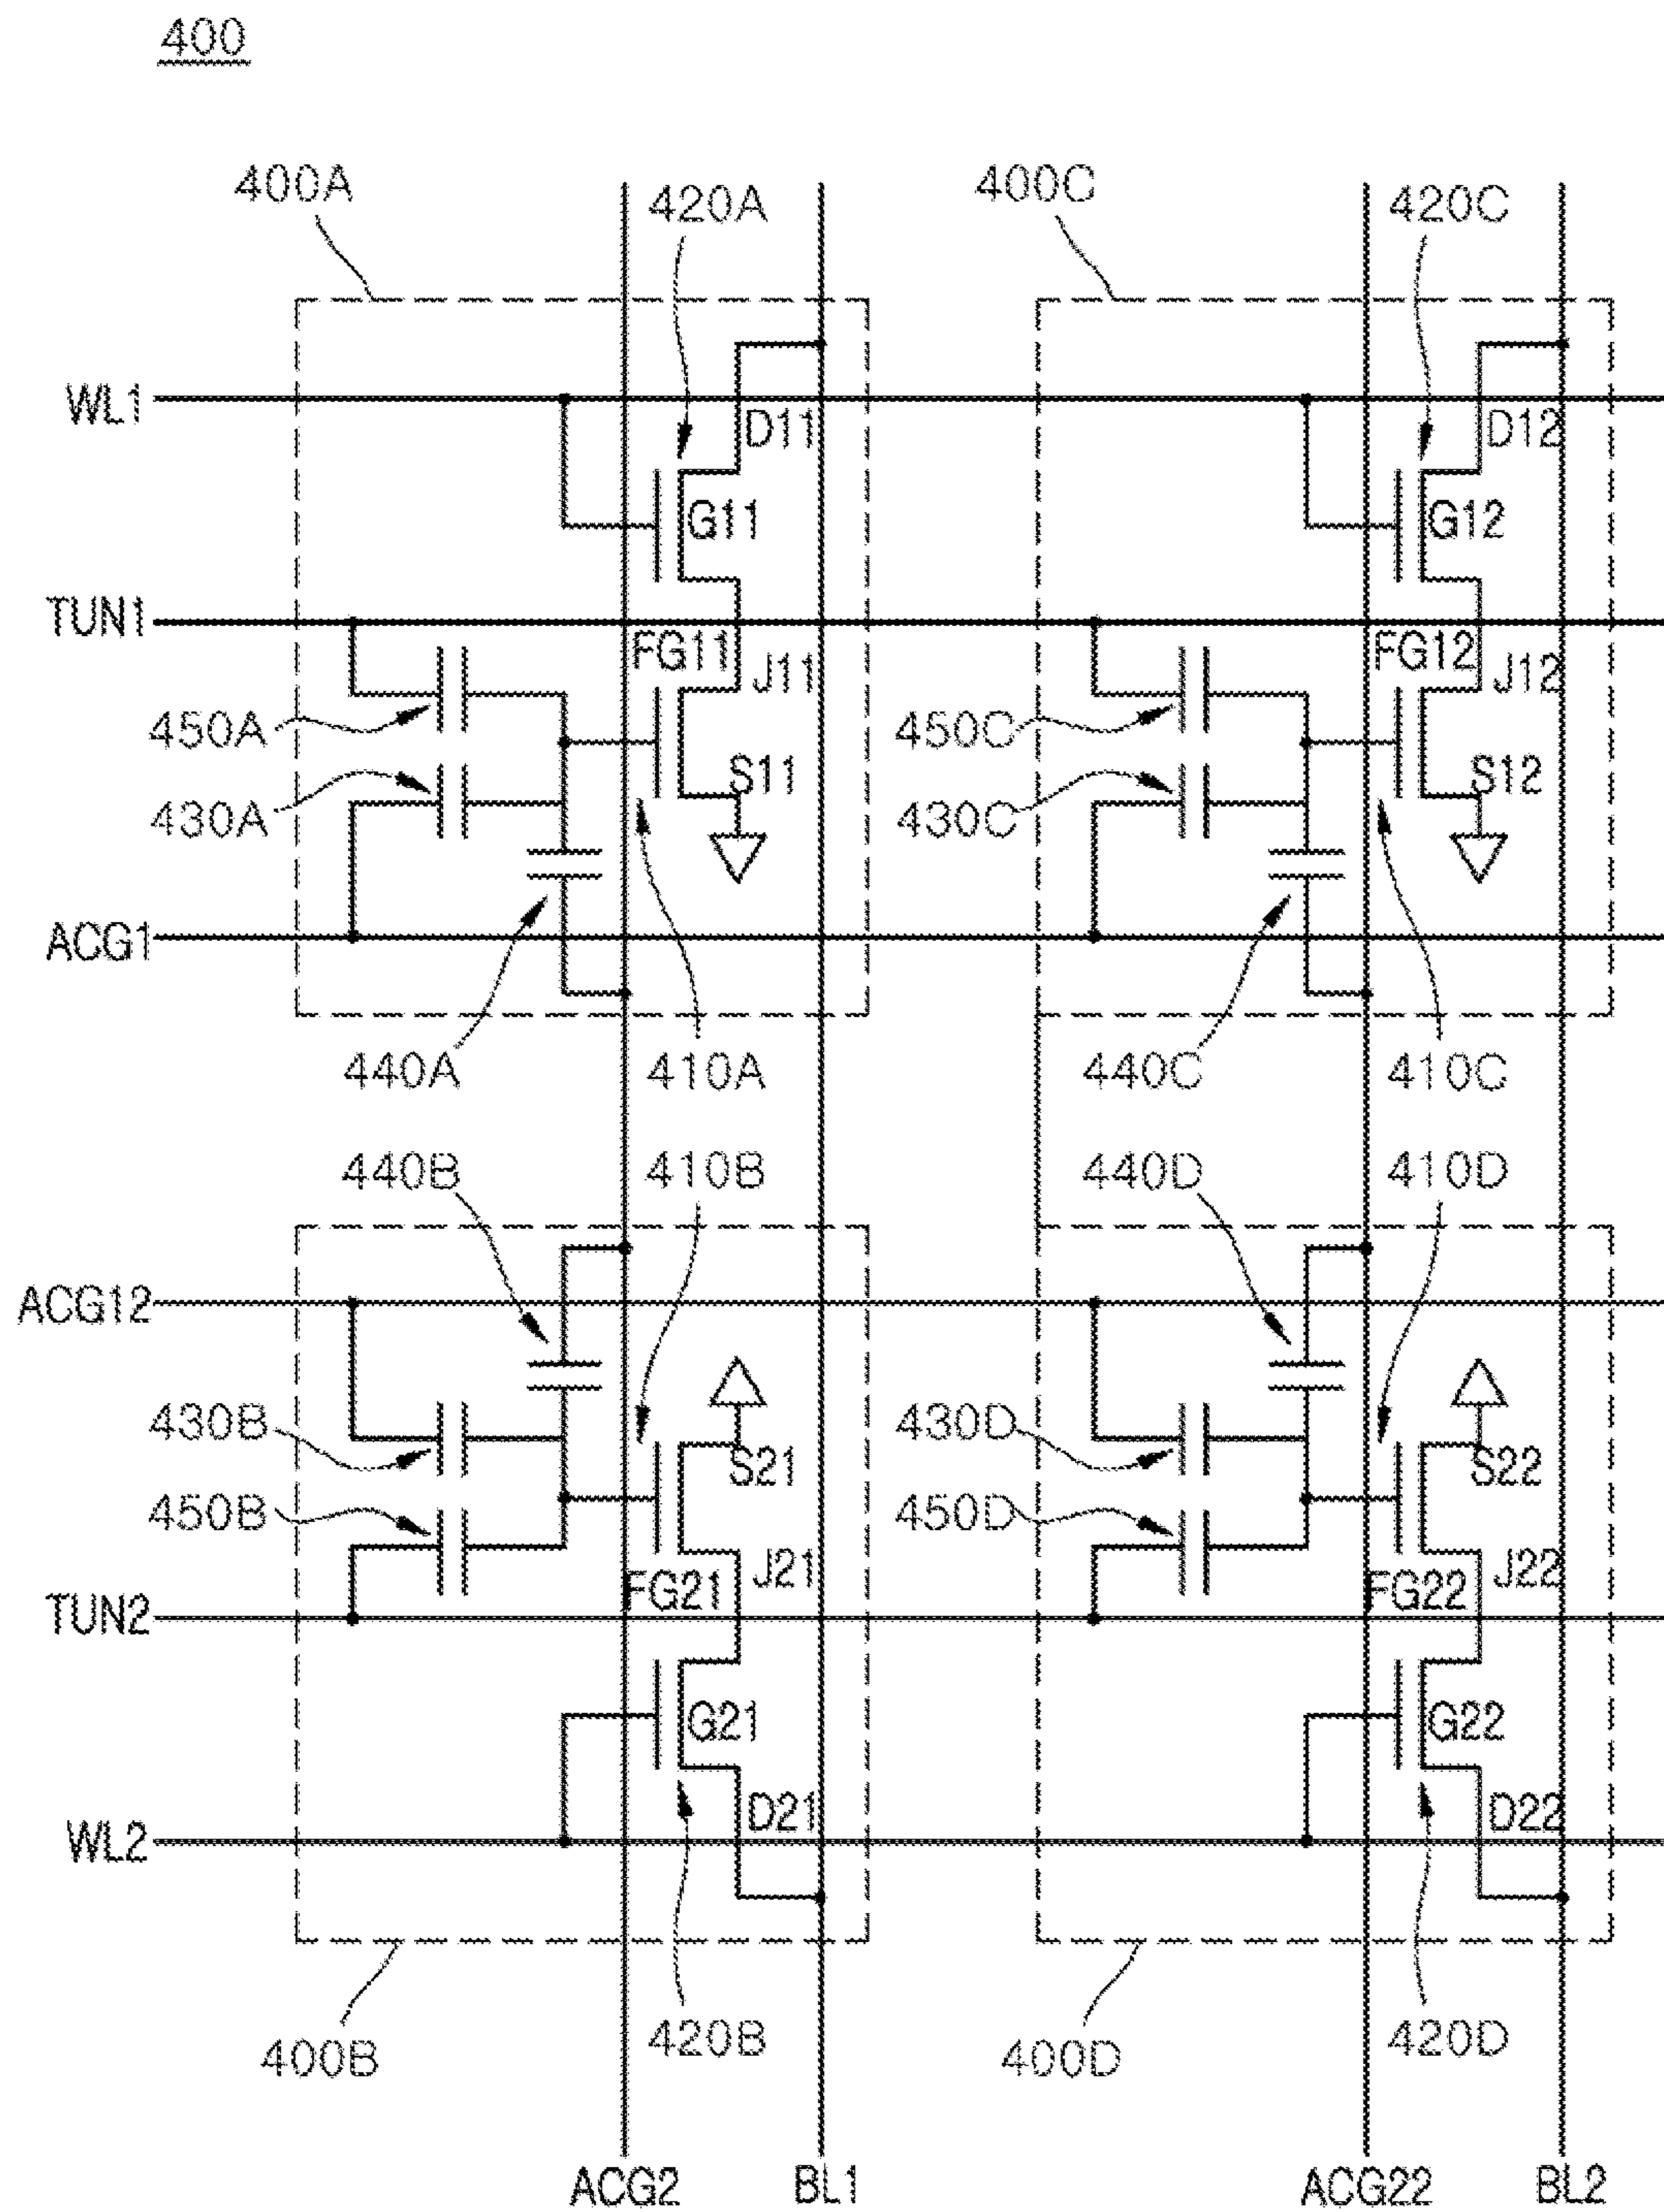 400
400A 420A 400C 420C
WL1 D11 D12
G11 G12
TUN1 FG11 J11 FG12 J12
450A S11 450C S12
430A 430C
ACG1
440A 410A 440C 410C
440B 410B 440D 410D
ACG12
430B S21 430D S22
450B J21 450D J22
TUN2 FG21 FG22
G21 G22
WL2 D21 D22
400B 420B 400D 420D
ACG2 BL1 ACG22 BL2